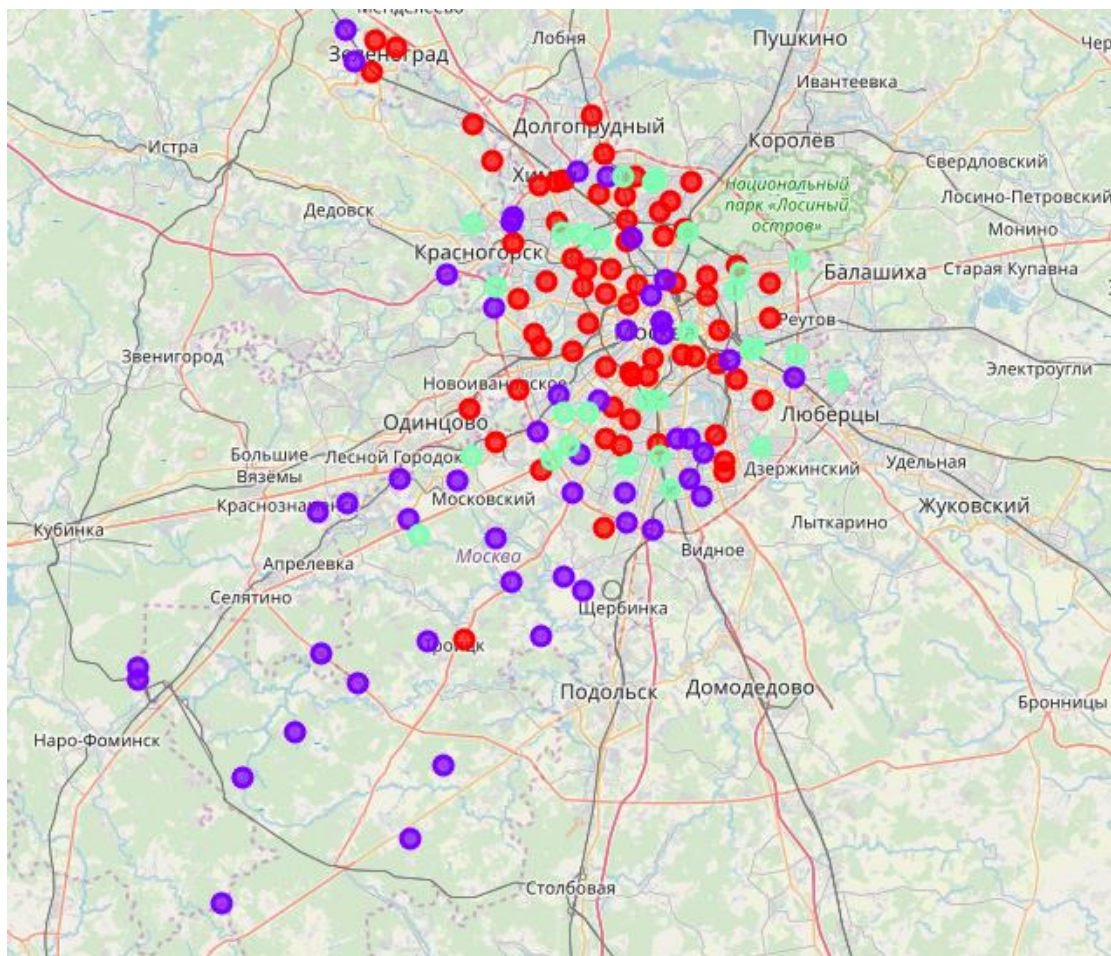 Лобня
Пушкино
Зеленоград
Ивантеевка
Истра
Долгопрудный
Королёв
Свердловский
Национальный
парк «Лосиный
остров»
Лосино-Петровский
Дедовск
Монино
Красногорск
Балашиха
Старая Купавна
Реутов
Москва
Звенигород
Электроугли
Новоивановское
Одинцово
Люберцы
Большие
Вязёмы
Лесной Городок
Дзержинский
Удельная
Московский
Жуковский
Кубинка
Лыткарино
Москва
Видное
Апрелевка
Селятино
Щербинка
Троицк
Подольск
Домодедово
Бронницы
Наро-Фоминск
Столбовая